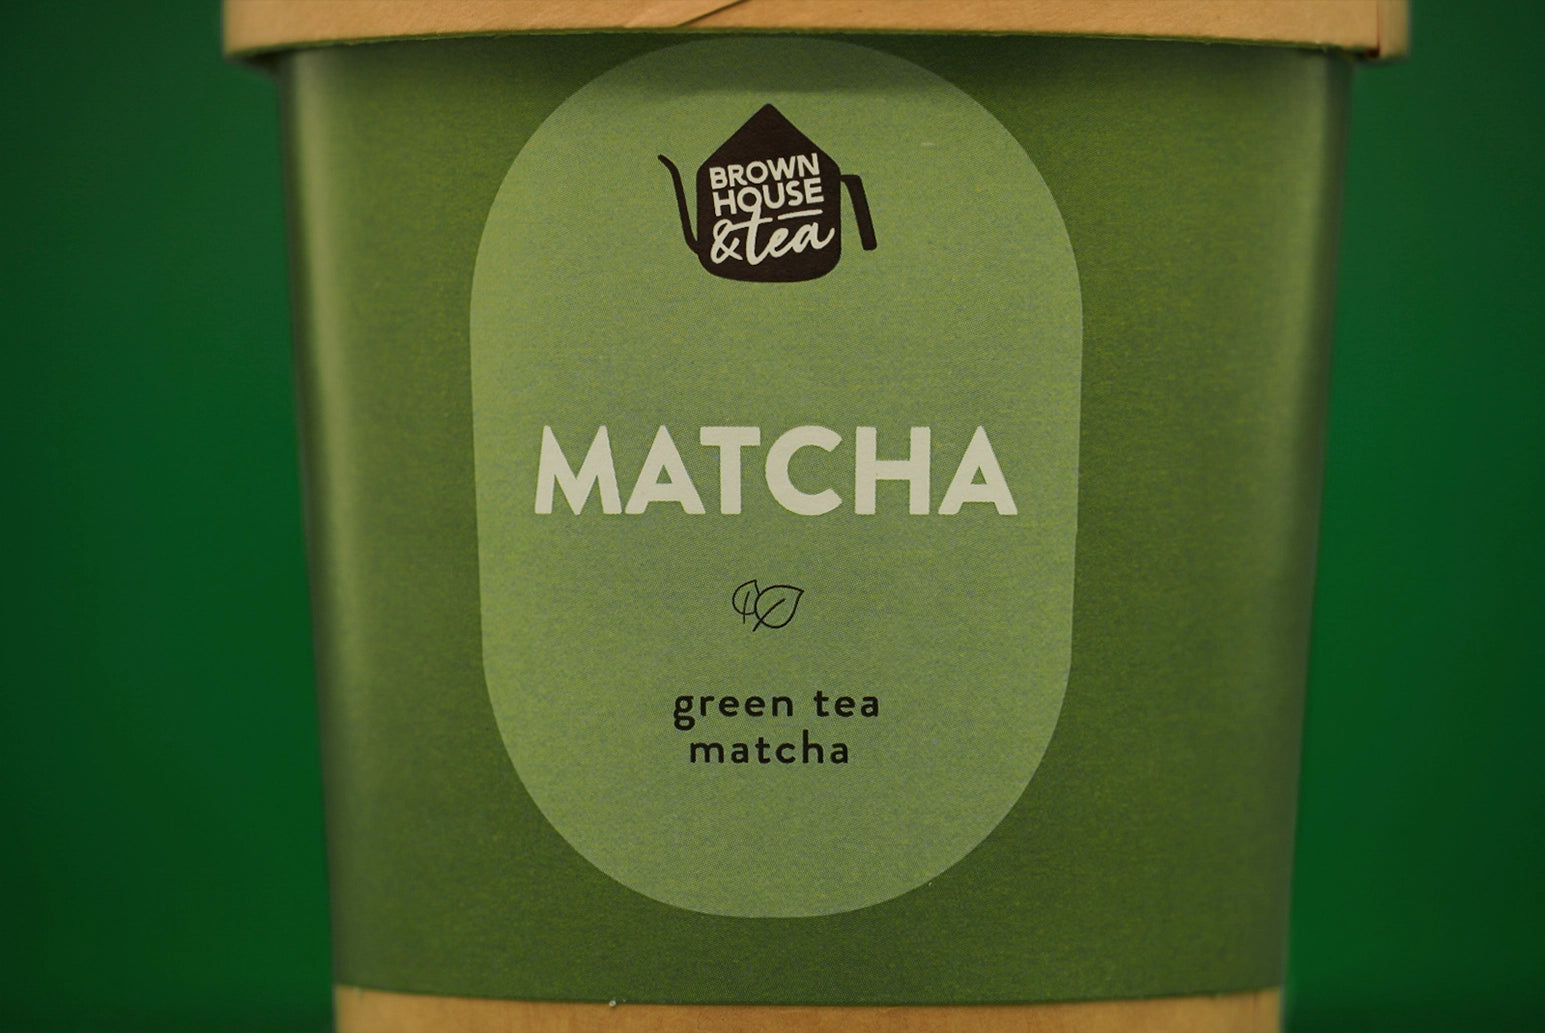 BROWN
HOUSE
&tea
MATCHA
green tea
matcha